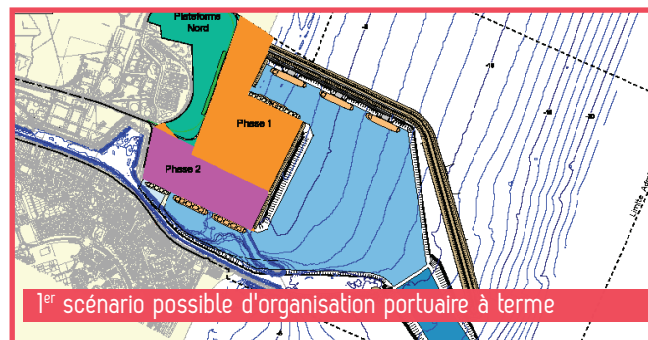 Plateforme
Nord
Phase 1
Phase 2
1er scénario possible d'organisation portuaire à terme